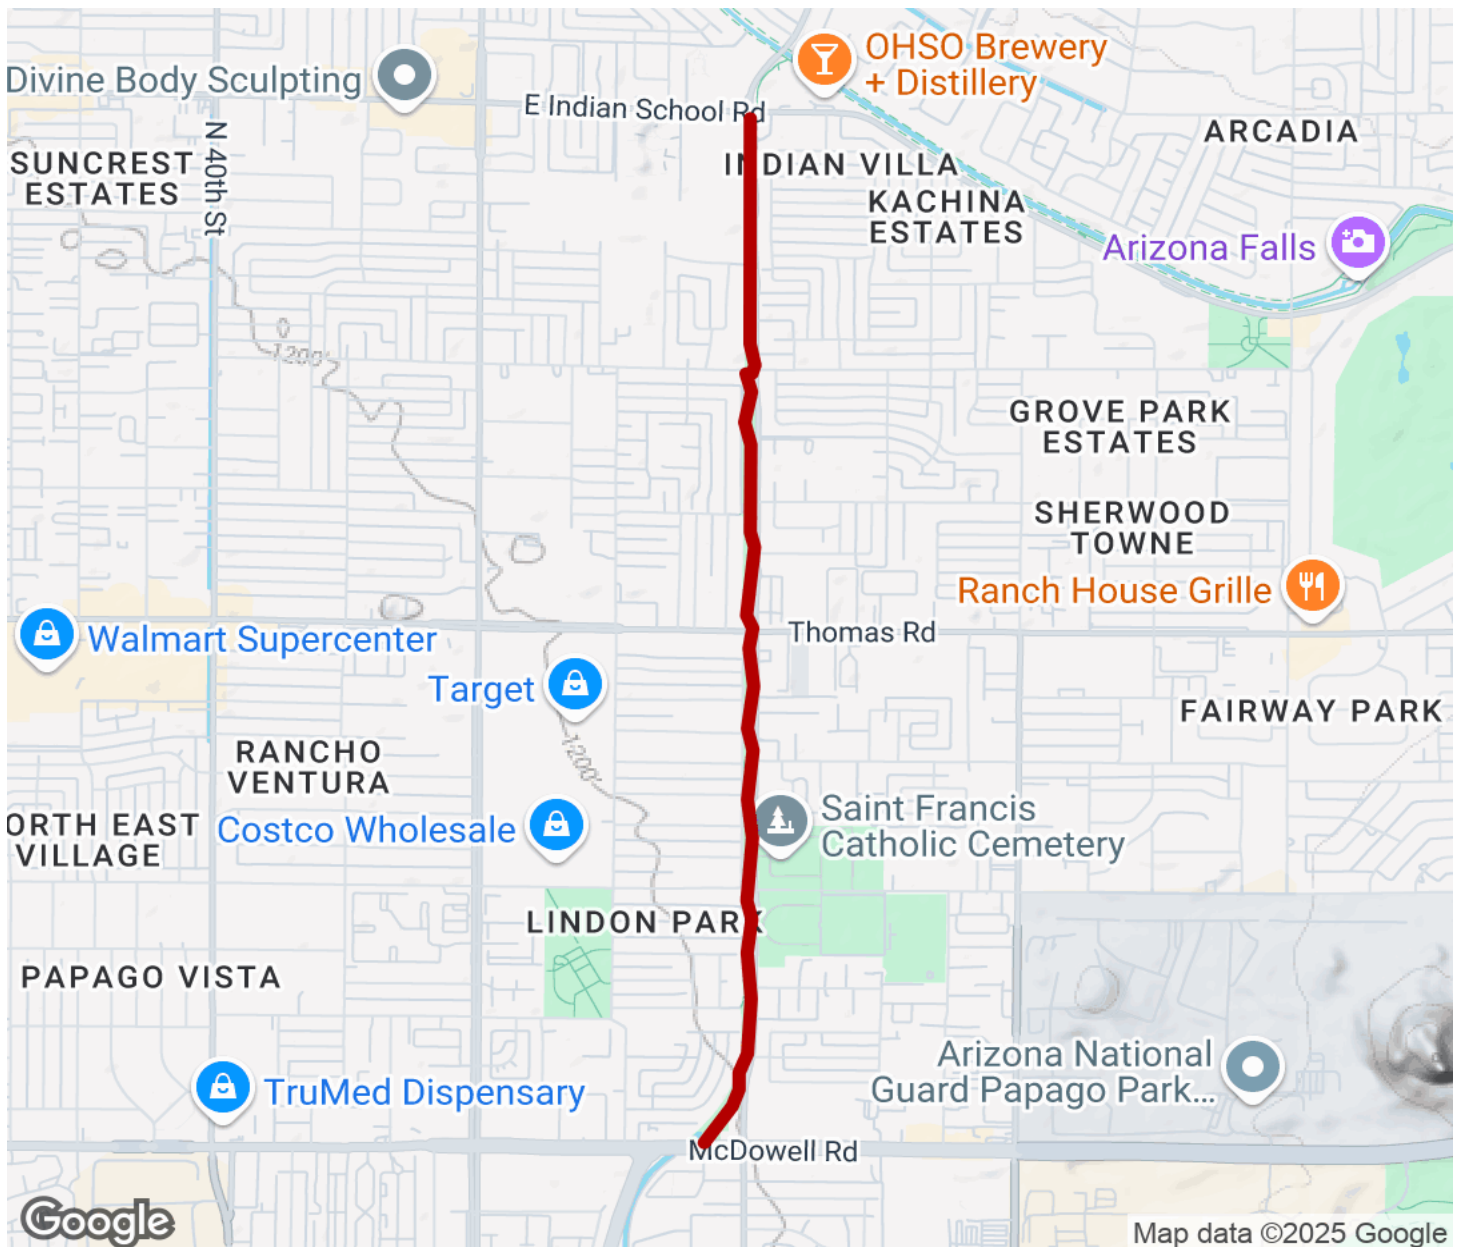 OHSO Brewery
+ Distillery
Divine Body Sculpting
E Indian School Rd
N 40th St
ARCADIA
SUNCREST
ESTATES
INDIAN VILLA
KACHINA
ESTATES
Arizona Falls
1200'
GROVE PARK
ESTATES
SHERWOOD
TOWNE
Ranch House Grille
Walmart Supercenter
Thomas Rd
Target
FAIRWAY PARK
RANCHO
VENTURA
1200'
ORTH EAST
VILLAGE
Costco Wholesale
Saint Francis
Catholic Cemetery
LINDON PARK
PAPAGO VISTA
Arizona National
Guard Papago Park...
TruMed Dispensary
McDowell Rd
Google
Map data ©2025 Google